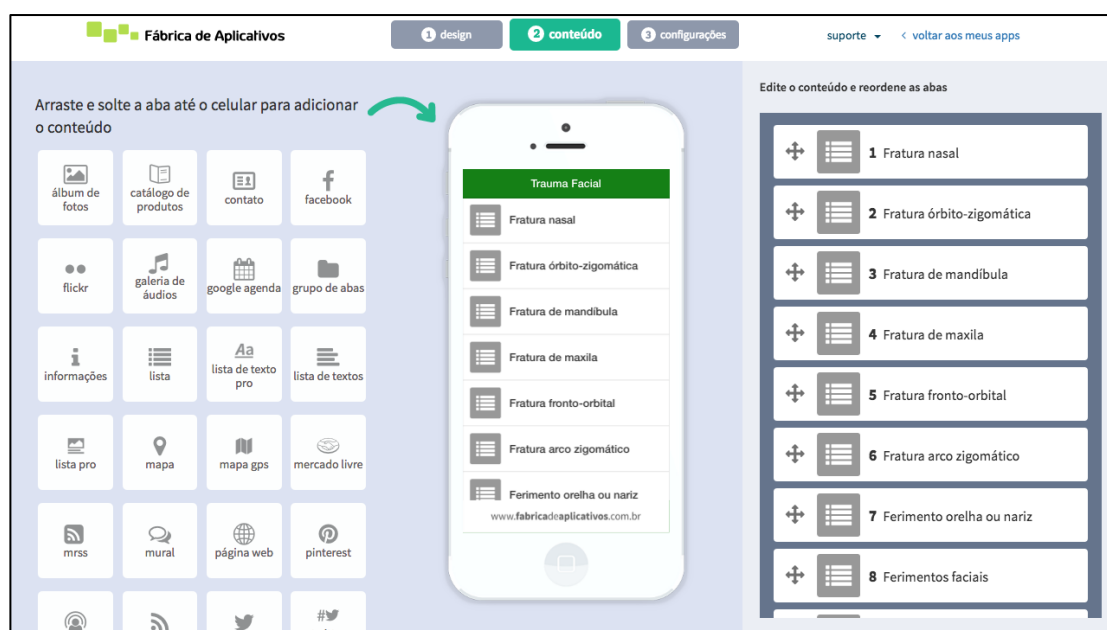 Fábrica de Aplicativos
1 design
2 conteúdo
3 configurações
suporte
< voltar aos meus apps
Arraste e solte a aba até o celular para adicionar
o conteúdo
álbum de
fotos
catálogo de
produtos
contato
facebook
flickr
galeria de
áudios
google agenda
grupo de abas
informações
lista
Aa
lista de texto
pro
lista de textos
lista pro
mapa
mapa gps
mercado livre
mrss
mural
página web
pinterest
#
Trauma Facial
Fratura nasal
Fratura órbito-zigomática
Fratura de mandíbula
Fratura de maxila
Fratura fronto-orbital
Fratura arco zigomático
Ferimento orelha ou nariz
www.fabricadeaplicativos.com.br
Edite o conteúdo e reordene as abas
1 Fratura nasal
2 Fratura órbito-zigomática
3 Fratura de mandíbula
4 Fratura de maxila
5 Fratura fronto-orbital
6 Fratura arco zigomático
7 Ferimento orelha ou nariz
8 Ferimentos faciais